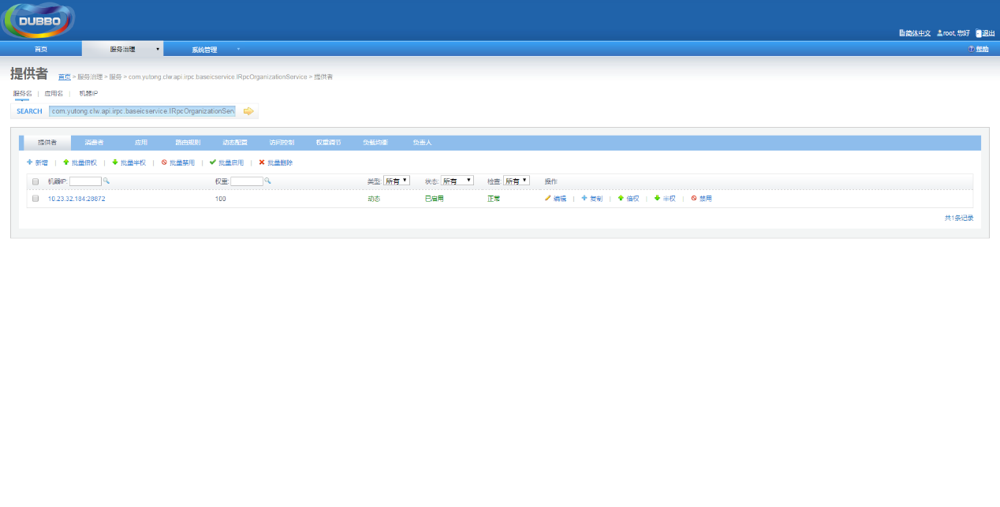 DUBBO
简体中文 root, 您好 退出
首页 服务治理 系统管理 帮助
提供者 首页 > 服务治理 > 服务 > com.yutong.clw.api.irpc.baseicservice.IRpcOrganizationService > 提供者
服务名 | 应用名 | 机器IP
SEARCH com.yutong.clw.api.irpc.baseicservice.IRpcOrganizationServ
提供者 消费者 应用 路由规则 动态配置 访问控制 权重调节 负载均衡 负责人
新增 | 批量倍权 | 批量半权 | 批量禁用 | 批量启用 | 批量删除
机器IP: 权重: 类型: 所有 状态: 所有 检查: 所有 操作
10.23.32.184:28872 100 动态 已启用 正常 编辑 | 复制 | 倍权 | 半权 | 禁用
共1条记录